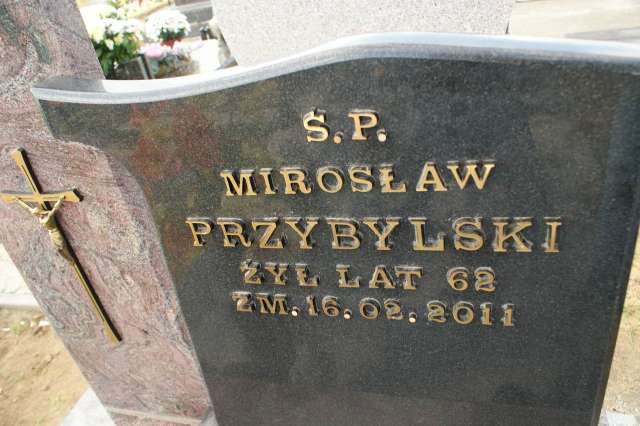 Ś.P.
MIROSŁAW
PRZYBYLSKI
ŻYŁ LAT 62
ZM. 16.02.2011